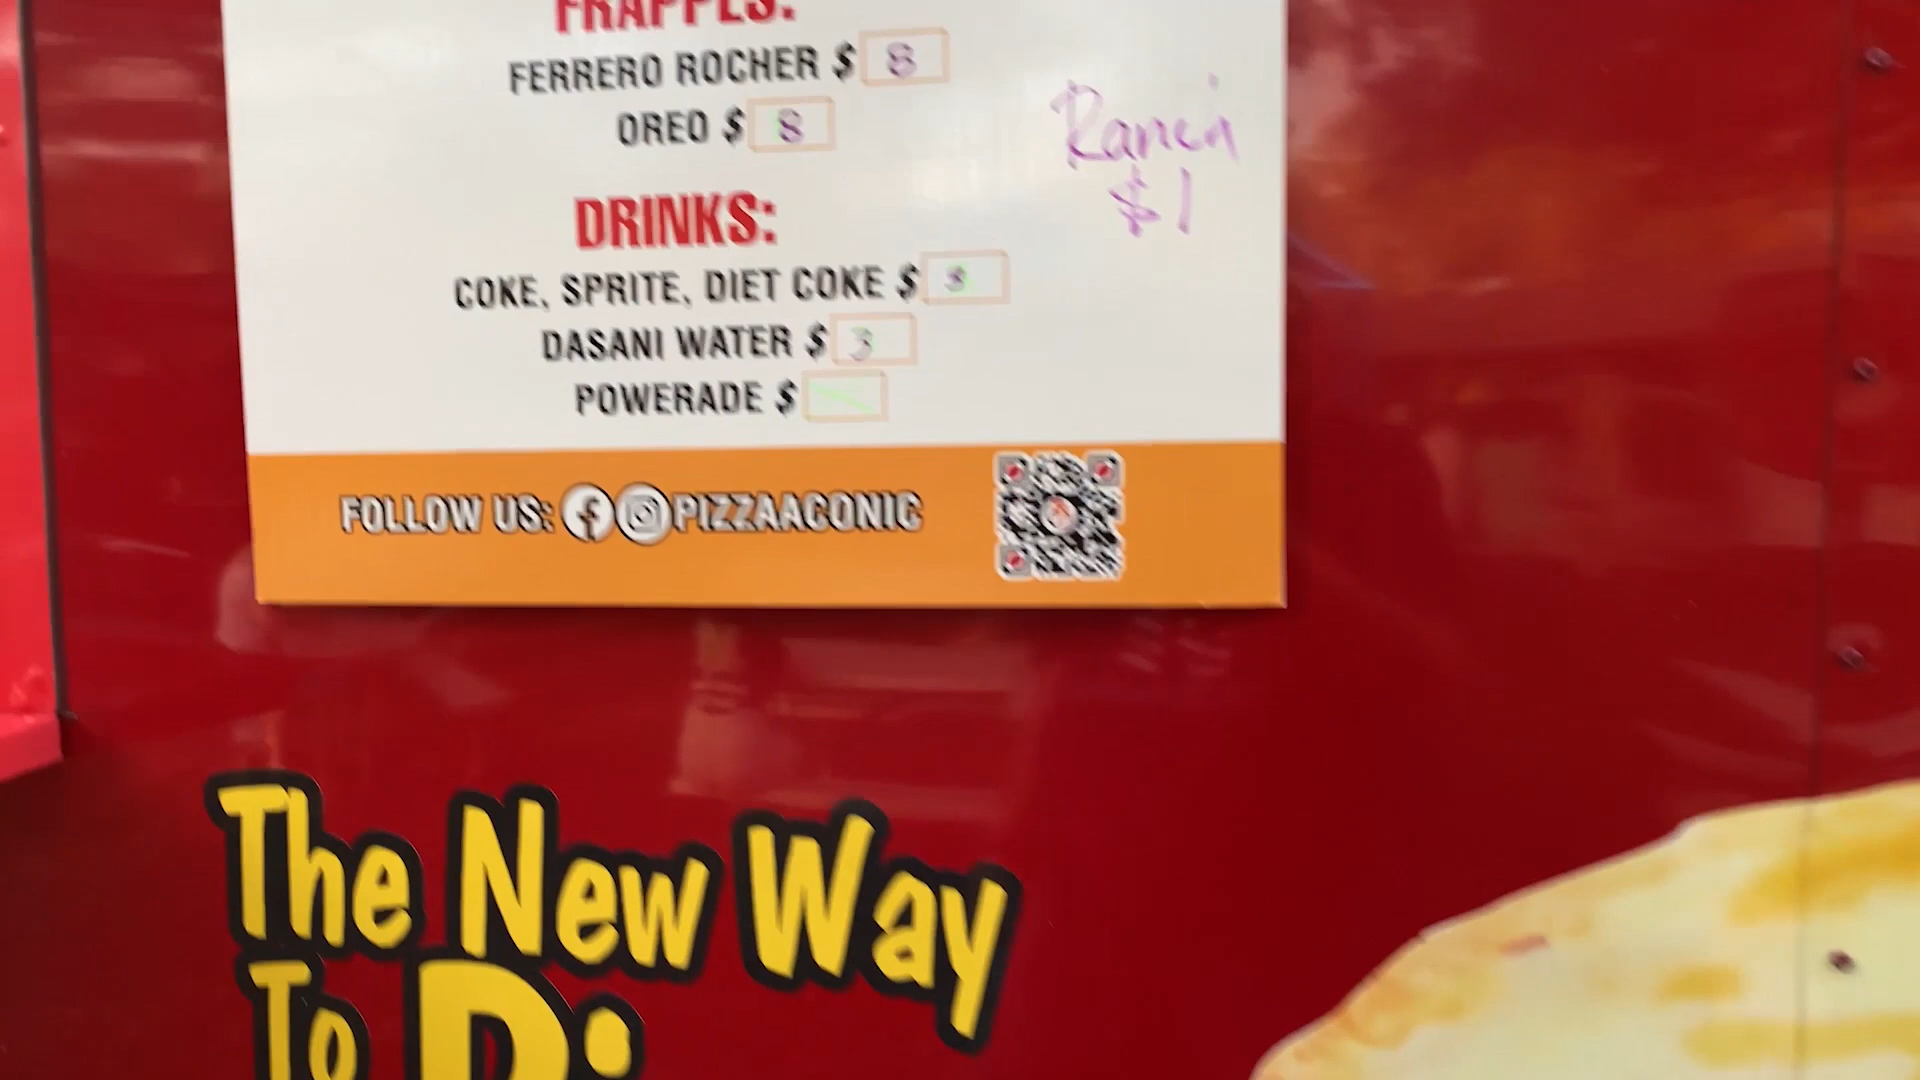 FRAPPES:
FERRERO ROCHER $ 8
OREO $ 8
Ranch
$1
DRINKS:
COKE, SPRITE, DIET COKE $ 3
DASANI WATER $ 3
POWERADE $
FOLLOW US: PIZZAACONIC
The New Way
To